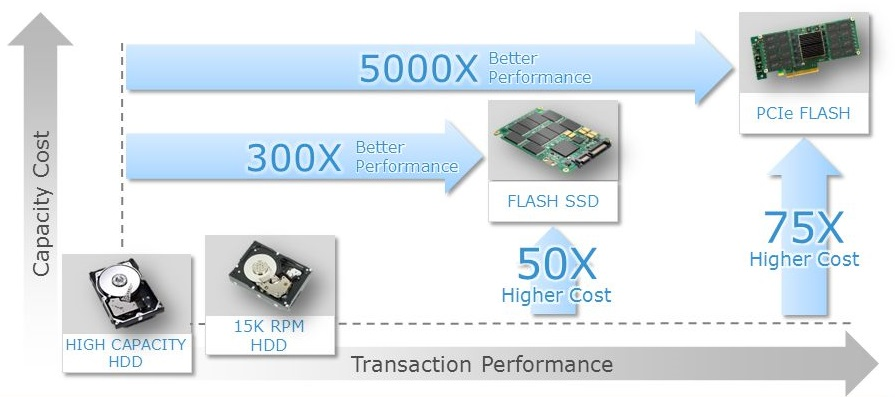 Capacity Cost
5000X
Better
Performance
PCIe FLASH
300X
Better
Performance
FLASH SSD
75X
Higher Cost
50X
Higher Cost
HIGH CAPACITY
HDD
15K RPM
HDD
Transaction Performance